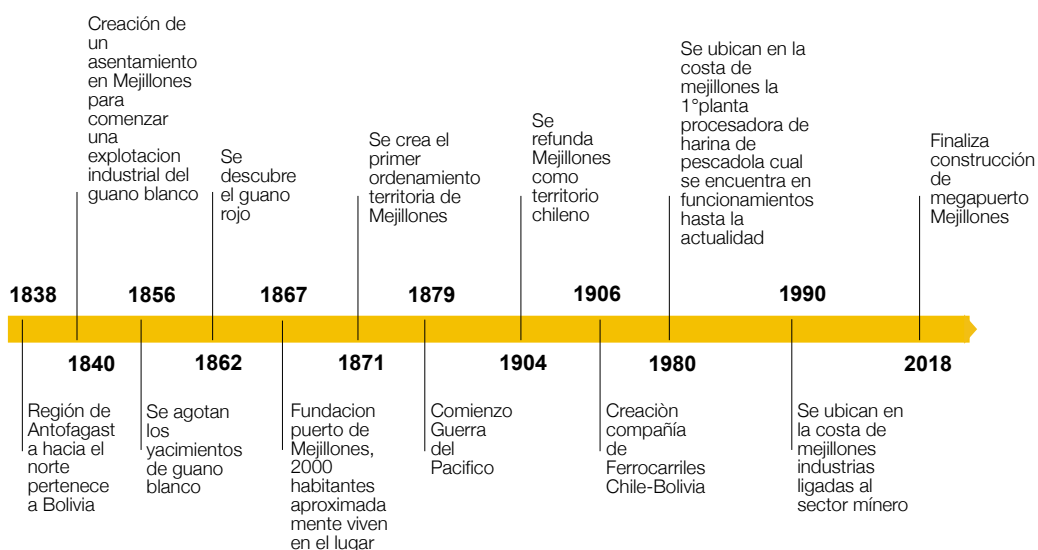 Creación de
un
asentamiento
en Mejillones
para
comenzar
una
explotacion
industrial del
guano blanco
Se
descubre
el guano
rojo
Se crea el
primer
ordenamiento
territoria de
Mejillones
Se
refunda
Mejillones
como
territorio
chileno
Se ubican en la
costa de
mejillones la
1°planta
procesadora de
harina de
pescadola cual
se encuentra en
funcionamientos
hasta la
actualidad
Finaliza
construcción
de
megapuerto
Mejillones
1838
1856
1867
1879
1906
1990
1840
1862
1871
1904
1980
2018
Región de
Antofagast
a hacia el
norte
pertenece
a Bolivia
Se agotan
los
yacimientos
de guano
blanco
Fundacion
puerto de
Mejillones,
2000
habitantes
aproximada
mente viven
en el lugar
Comienzo
Guerra
del
Pacifico
Creaciòn
compañía
de
Ferrocarriles
Chile-Bolivia
Se ubican en
la costa de
mejillones
industrias
ligadas al
sector mínero